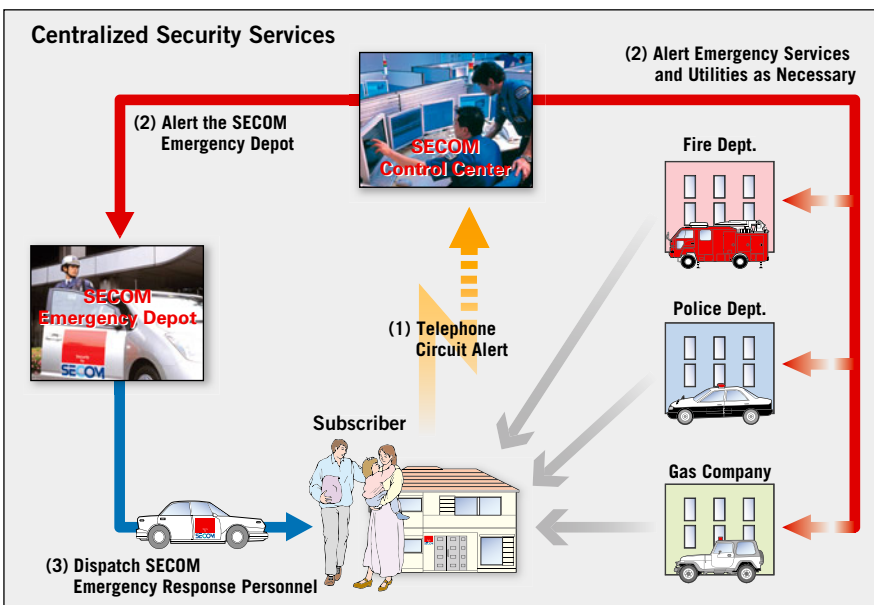 Centralized Security Services
(2) Alert Emergency Services
and Utilities as Necessary
(2) Alert the SECOM
Emergency Depot
SECOM
Control Center
Fire Dept.
SECOM
Emergency Depot
SECOM
Police Dept.
(1) Telephone
Circuit Alert
Subscriber
Gas Company
SECOM
(3) Dispatch SECOM
Emergency Response Personnel